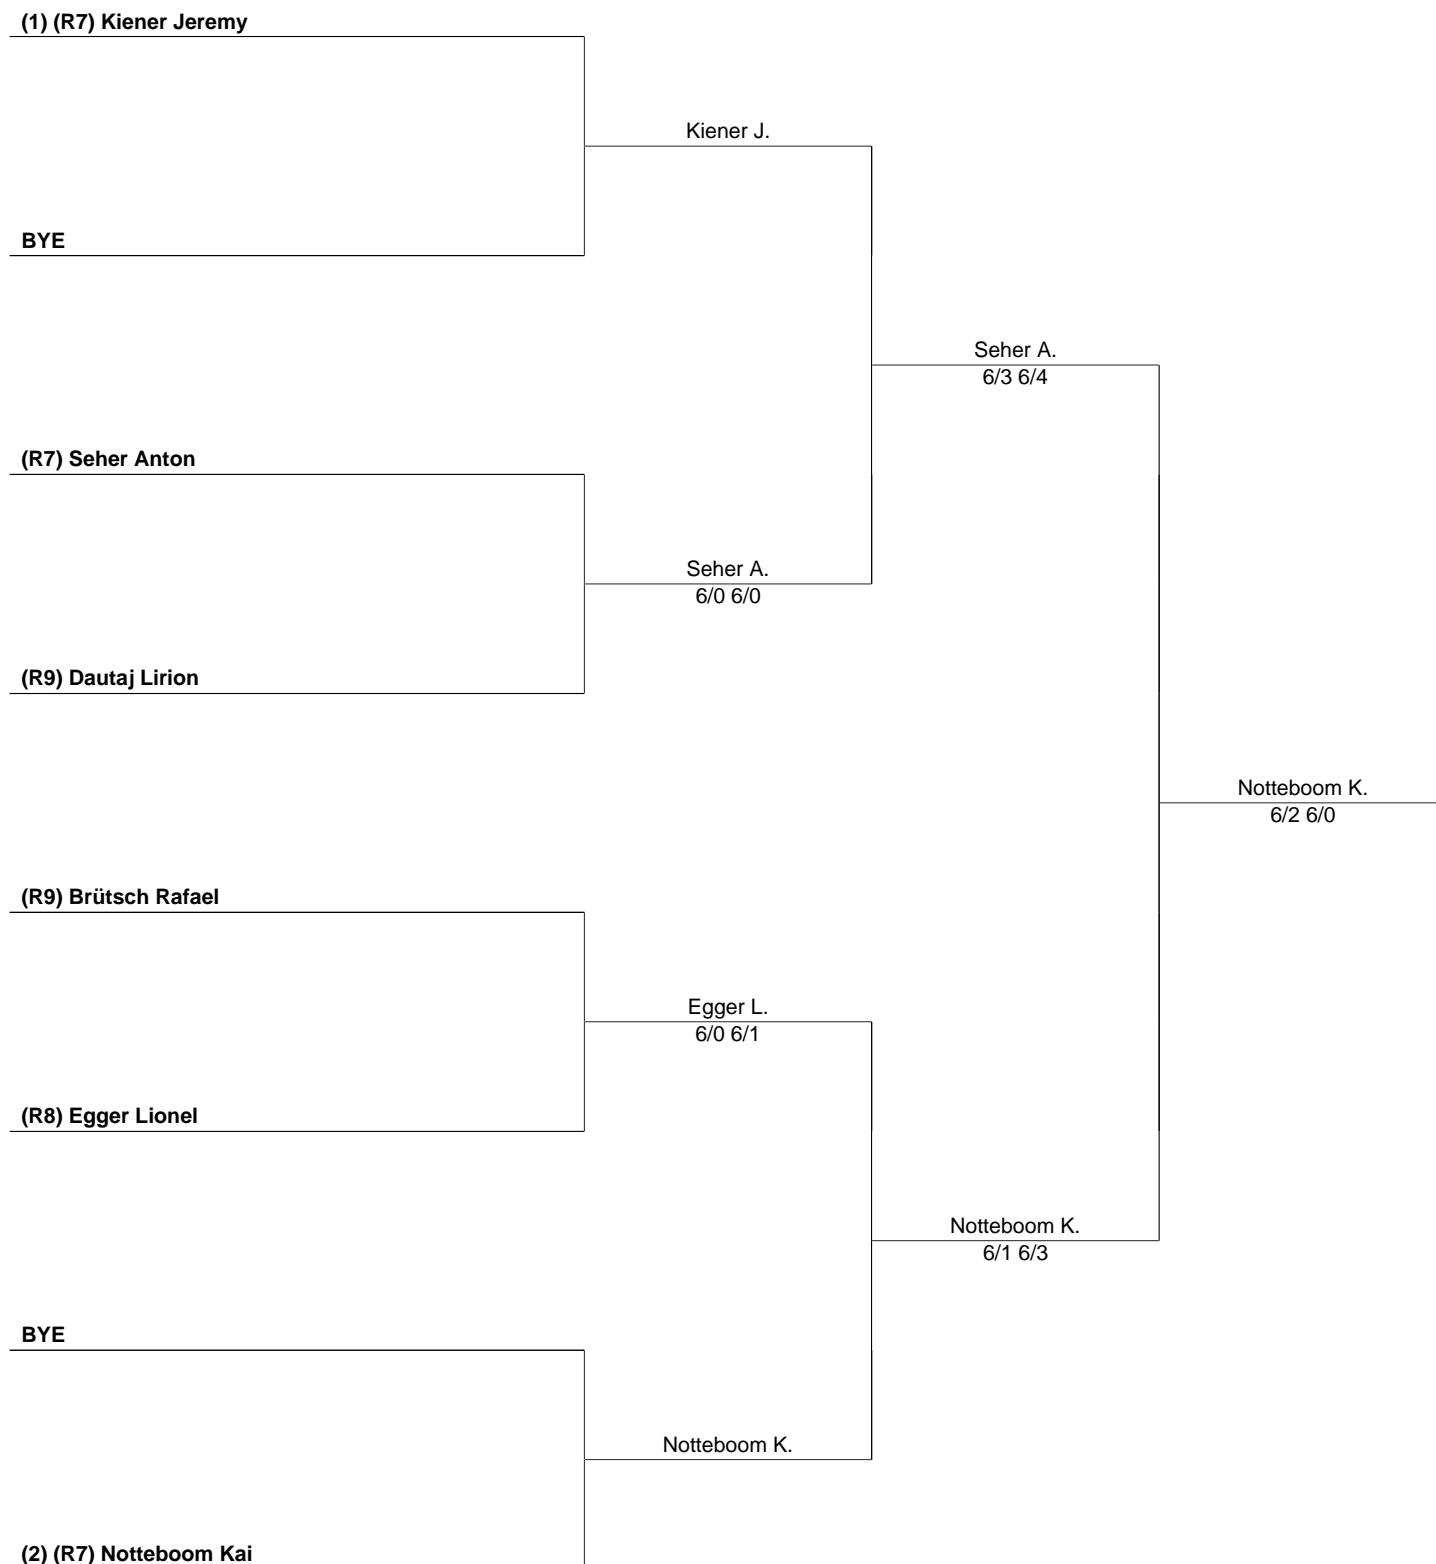 (1) (R7) Kiener Jeremy
Kiener J.
BYE
Seher A.
6/3 6/4
(R7) Seher Anton
Seher A.
6/0 6/0
(R9) Dautaj Lirion
Notteboom K.
6/2 6/0
(R9) Brütsch Rafael
Egger L.
6/0 6/1
(R8) Egger Lionel
Notteboom K.
6/1 6/3
BYE
Notteboom K.
(2) (R7) Notteboom Kai